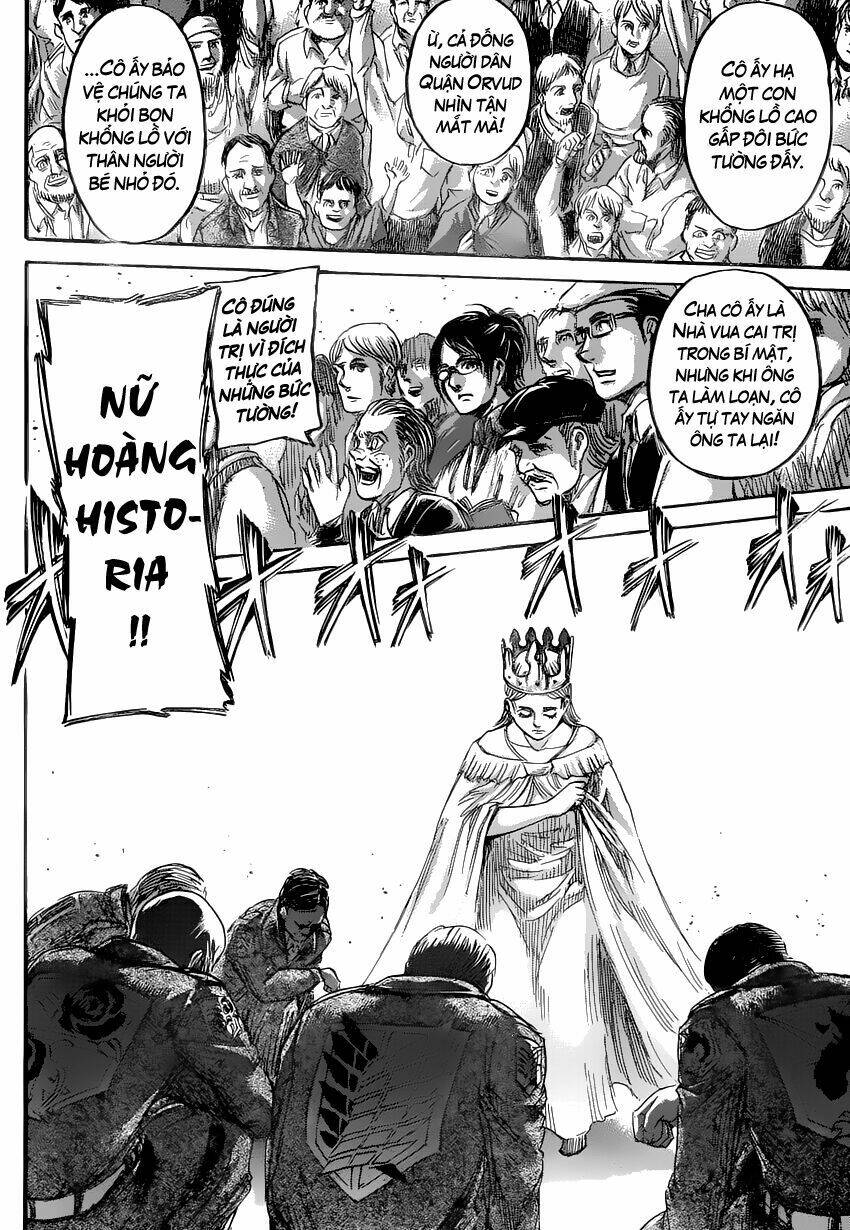 CÔ ẤY HẠ
MỘT CON
KHỔNG LỒ CAO
GẤP ĐÔI BỨC
TƯỜNG ĐẤY.
Ừ, CẢ ĐỐNG
NGƯỜI DÂN
QUẬN ORVUD
NHÌN TẬN
MẮT MÀ!
...CÔ ẤY BẢO
VỆ CHÚNG TA
KHỎI BỌN
KHỔNG LỒ VỚI
THÂN NGƯỜI
BÉ NHỎ ĐÓ.
CHA CÔ ẤY LÀ
NHÀ VUA CAI TRỊ
TRONG BÍ MẬT,
NHƯNG KHI ÔNG
TA LÀM LOẠN, CÔ
ẤY TỰ TAY NGĂN
ÔNG TA LẠI!
CÔ ĐÚNG
LÀ NGƯỜI
TRỊ VÌ ĐÍCH
THỰC CỦA
NHỮNG BỨC
TƯỜNG!
NỮ
HOÀNG
HISTO-
RIA
!!